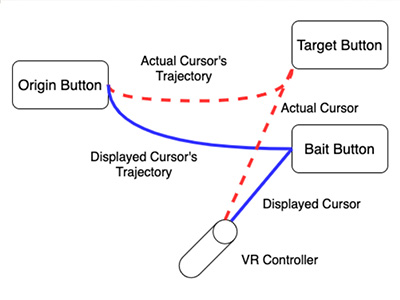 Target Button
Actual Cursor's
Trajectory
Origin Button
Actual Cursor
Bait Button
Displayed Cursor's
Trajectory
Displayed Cursor
VR Controller